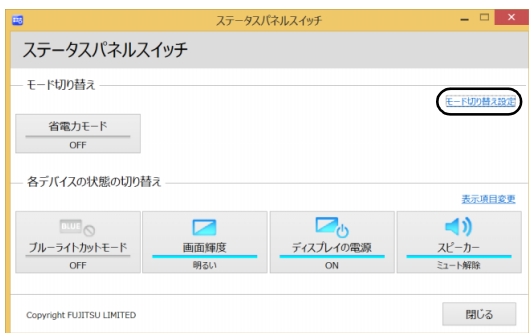 ステータスパネルスイッチ
ステータスパネルスイッチ
モード切り替え
モード切り替え設定
省電力モード
OFF
各デバイスの状態の切り替え
表示項目変更
BLUE
ブルーライトカットモード
OFF
画面輝度
明るい
ディスプレイの電源
ON
スピーカー
ミュート解除
Copyright FUJITSU LIMITED
閉じる